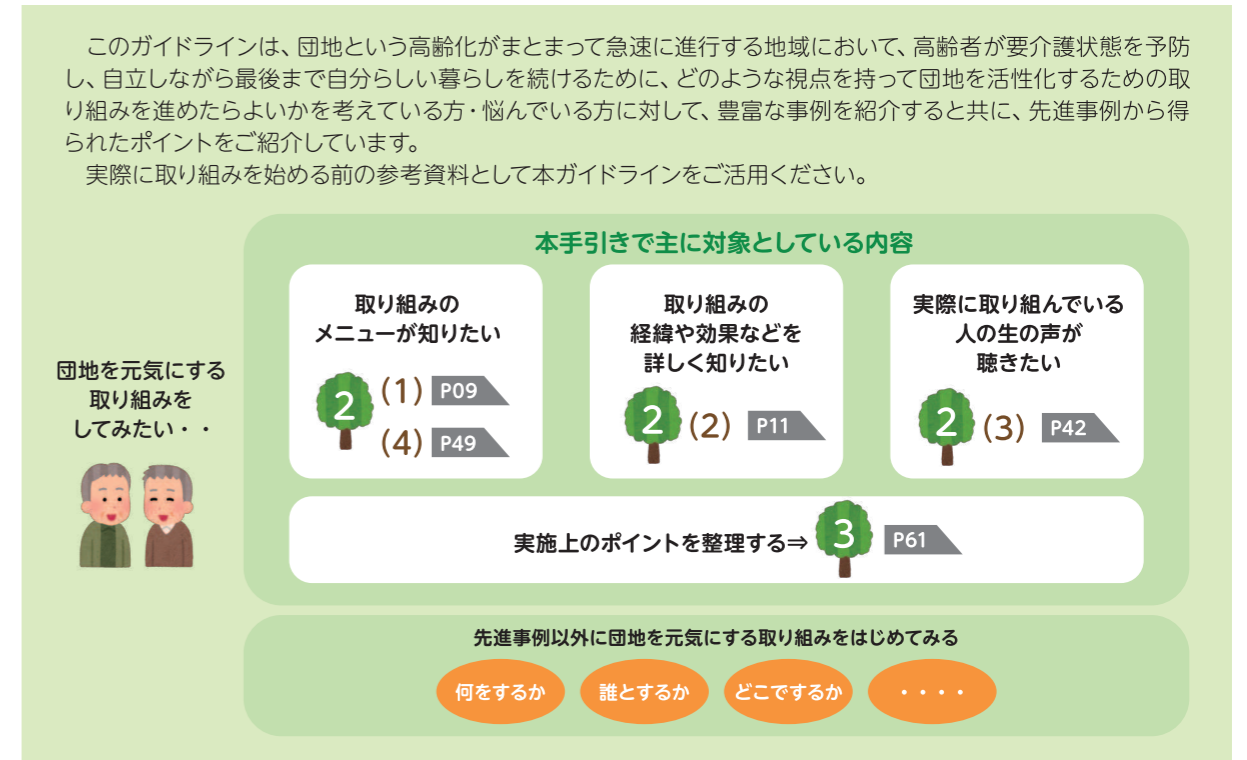 このガイドラインは、団地という高齢化がまとまって急速に進行する地域において、高齢者が要介護状態を予防
し、自立しながら最後まで自分らしい暮らしを続けるために、どのような視点を持って団地を活性化するための取
り組みを進めたらよいかを考えている方・悩んでいる方に対して、豊富な事例を紹介すると共に、先進事例から得
られたポイントをご紹介しています。
実際に取り組みを始める前の参考資料として本ガイドラインをご活用ください。
団地を元気にする
取り組みを
してみたい・・
本手引きで主に対象としている内容
取り組みの
メニューが知りたい
2 (1) P09
(4) P49
取り組みの
経緯や効果などを
詳しく知りたい
2 (2) P11
実際に取り組んでいる
人の生の声が
聴きたい
2 (3) P42
実施上のポイントを整理する⇒ 3 P61
先進事例以外に団地を元気にする取り組みをはじめてみる
何をするか 誰とするか どこでするか ・・・・